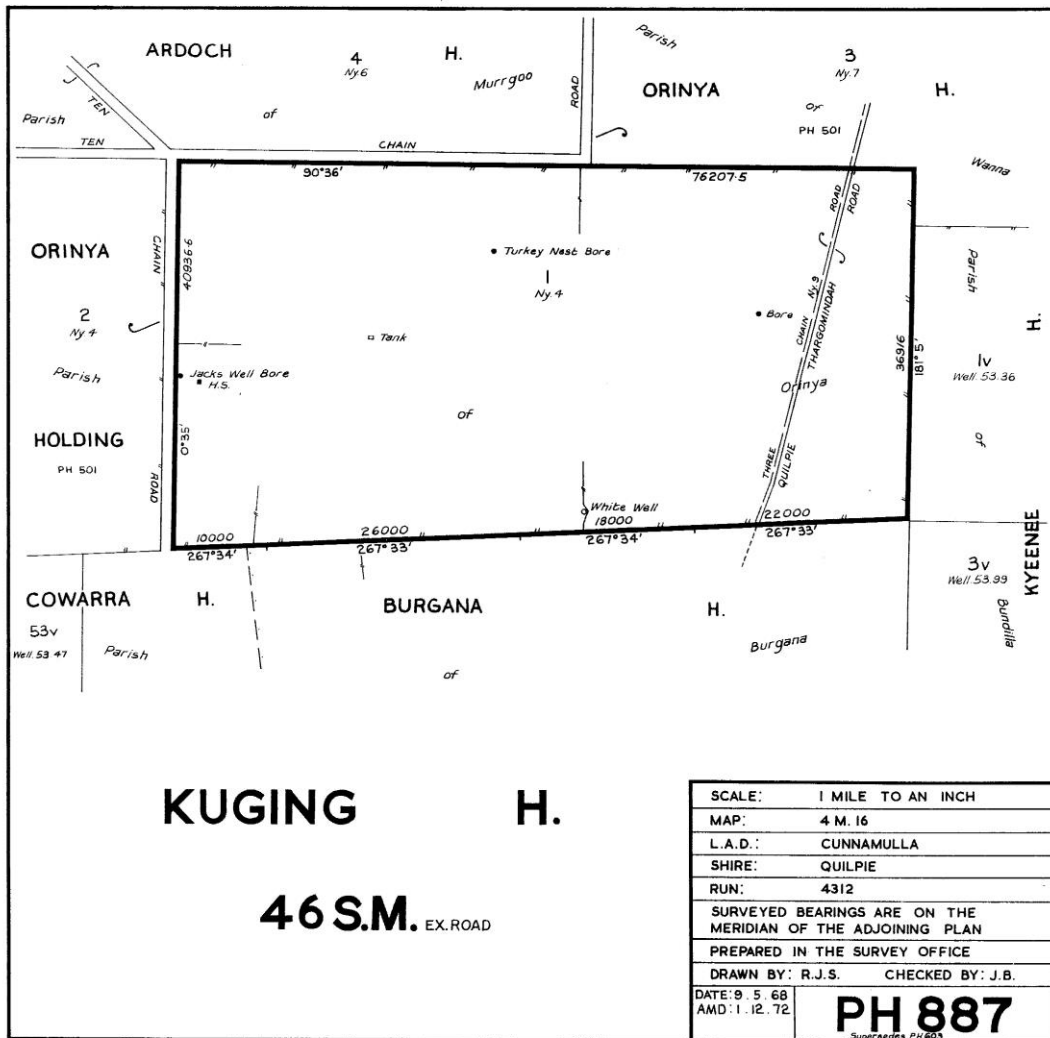 ARDOCH
4
Ny.6
H.
Murrgoo
of
Parish
TEN
TEN
CHAIN
ROAD
Parish
3
Ny.7
ORINYA
H.
of
PH 501
Wanna
90°36'
76207·5
ORINYA
2
Ny 4
Parish
HOLDING
PH 501
CHAIN
ROAD
40936·6
0°35'
Turkey Nest Bore
1
Ny. 4
Tank
Bore
Jacks Well Bore
H.S.
of
Orinya
ROAD
ROAD
Ny.9
CHAIN
THARGOMINDAH
THREE
QUILPIE
36916
181° 5'
Parish
H.
1v
Well. 53.36
of
KYEENEE
White Well
10000
267°34'
26000
267°33'
18000
267°34'
22000
267°33'
3v
Well. 53.99
Bundilla
COWARRA H.
53v
Well. 53 47
Parish
BURGANA H.
Burgana
of
KUGING H.
46 S.M. EX. ROAD
SCALE: 1 MILE TO AN INCH
MAP: 4 M. 16
L.A.D.: CUNNAMULLA
SHIRE: QUILPIE
RUN: 4312
SURVEYED BEARINGS ARE ON THE
MERIDIAN OF THE ADJOINING PLAN
PREPARED IN THE SURVEY OFFICE
DRAWN BY: R.J.S. CHECKED BY: J.B.
DATE: 9 . 5 . 68
AMD: 1 . 12 . 72
PH 887
Supersedes PH 603